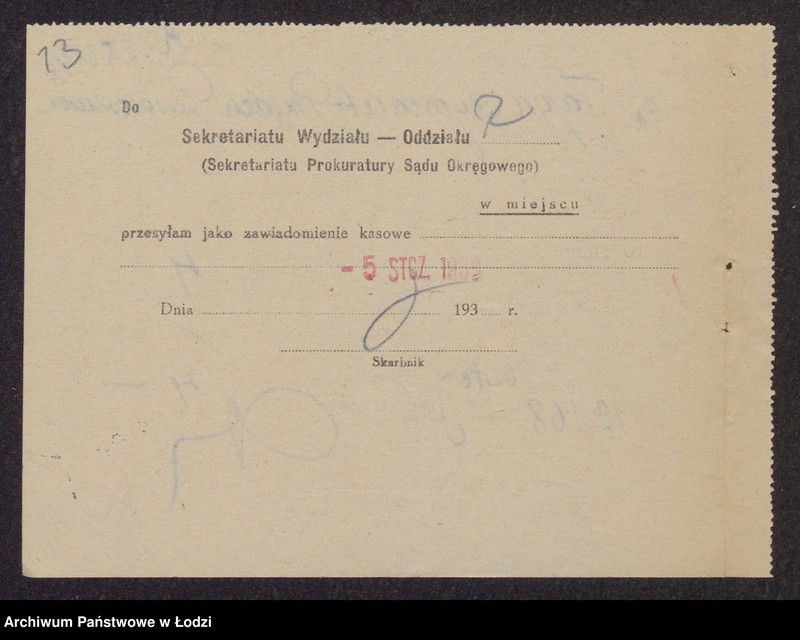 13
Do
Sekretariatu Wydziału — Oddziału
(Sekretariatu Prokuratury Sądu Okręgowego)
w miejscu
przesyłam jako zawiadomienie kasowe
- 5 STCZ. 19
Dnia 193 r.
Skarbnik
Archiwum Państwowe w Łodzi